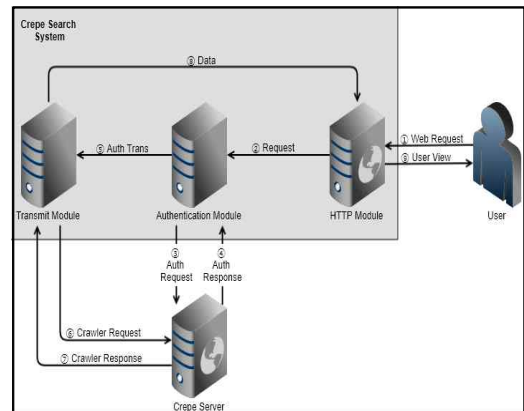 Crepe Search
System
⑧ Data
① Web Request
② Request
⑤ Auth Trans
⑨ User View
Transmit Module
Authentication Module
HTTP Module
User
③
Auth
Request
④
Auth
Response
⑥ Crawler Request
⑦ Crawler Response
Crepe Server